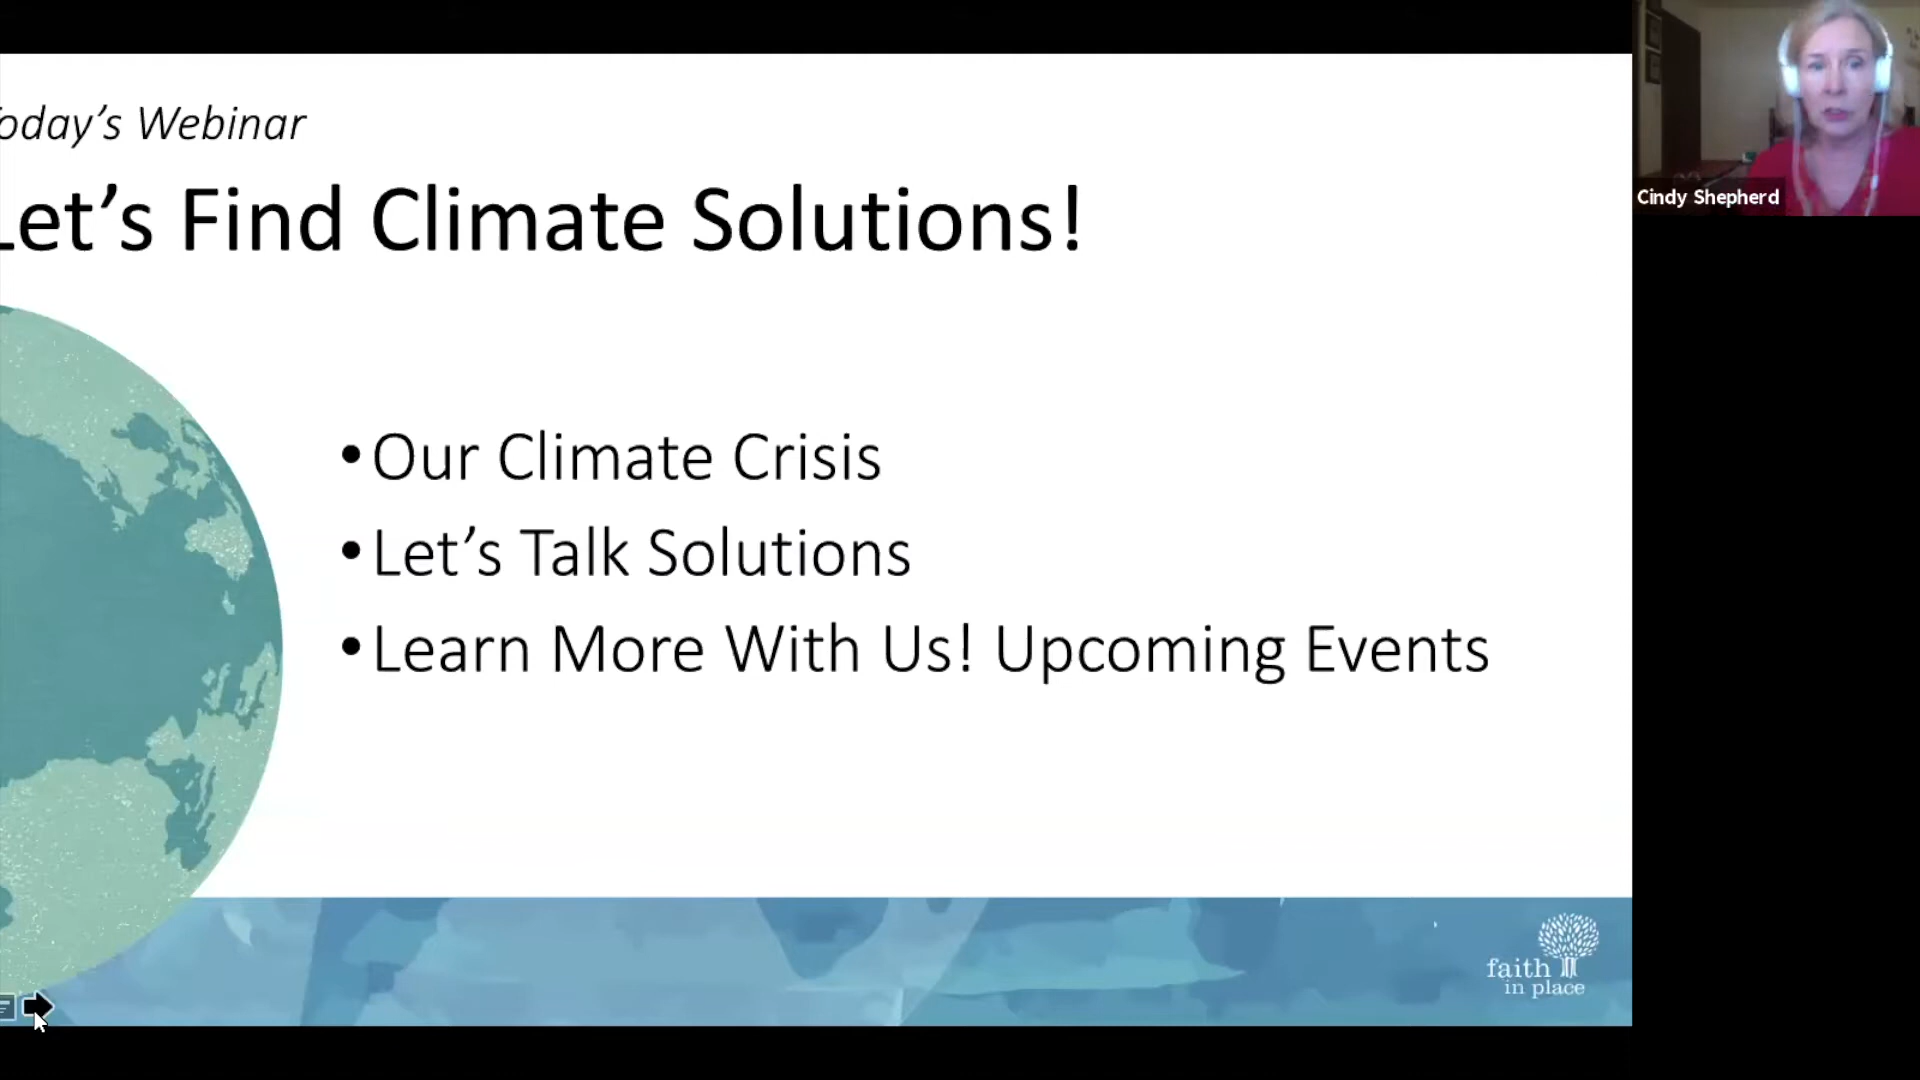 oday's Webinar
Let's Find Climate Solutions!
• Our Climate Crisis
• Let's Talk Solutions
• Learn More With Us! Upcoming Events
faith
in place
Cindy Shepherd